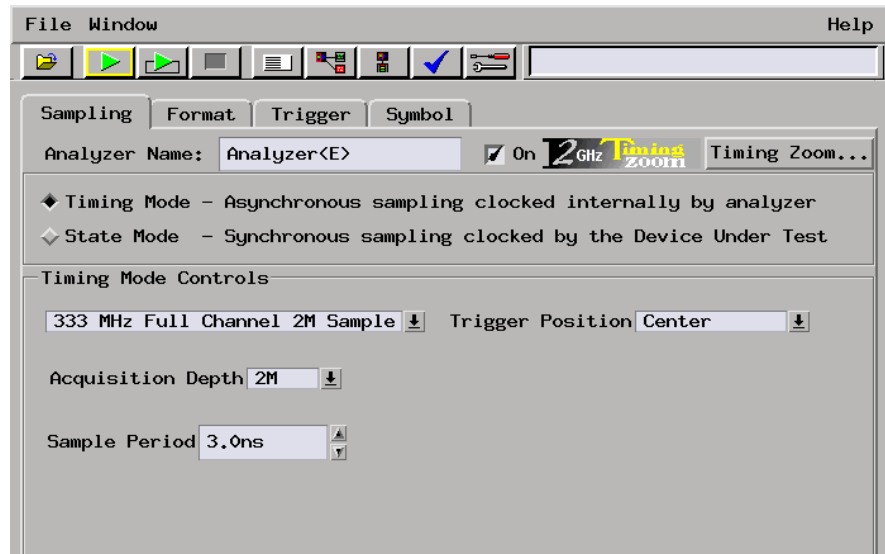 File Window Help
Sampling Format Trigger Symbol
Analyzer Name: Analyzer<E> On 2GHz Timing Zoom Timing Zoom...
Timing Mode - Asynchronous sampling clocked internally by analyzer
State Mode - Synchronous sampling clocked by the Device Under Test
Timing Mode Controls
333 MHz Full Channel 2M Sample Trigger Position Center
Acquisition Depth 2M
Sample Period 3.0ns